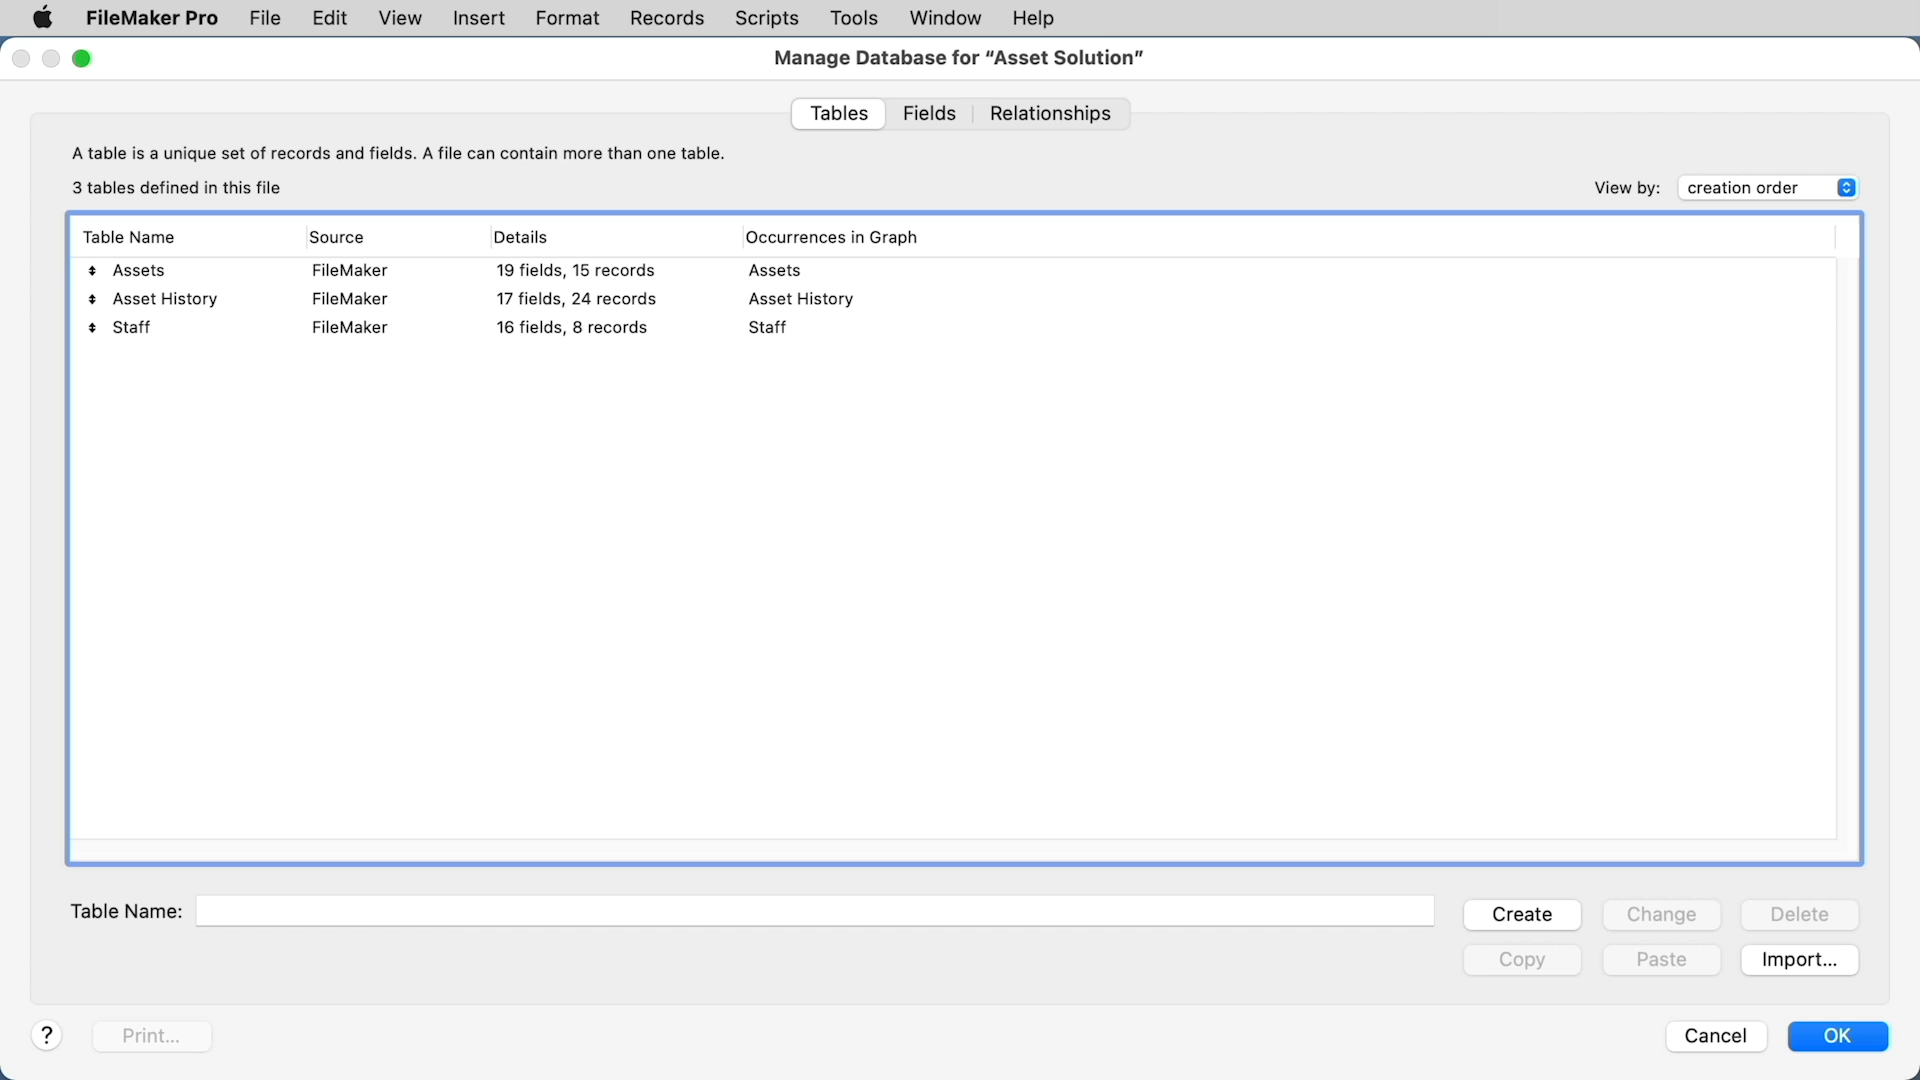 FileMaker Pro File Edit View Insert Format Records Scripts Tools Window Help
Manage Database for “Asset Solution”
Tables Fields Relationships
A table is a unique set of records and fields. A file can contain more than one table.
3 tables defined in this file View by: creation order
Table Name Source Details Occurrences in Graph
Assets FileMaker 19 fields, 15 records Assets
Asset History FileMaker 17 fields, 24 records Asset History
Staff FileMaker 16 fields, 8 records Staff
Table Name: Create Change Delete
Copy Paste Import...
? Print... Cancel OK